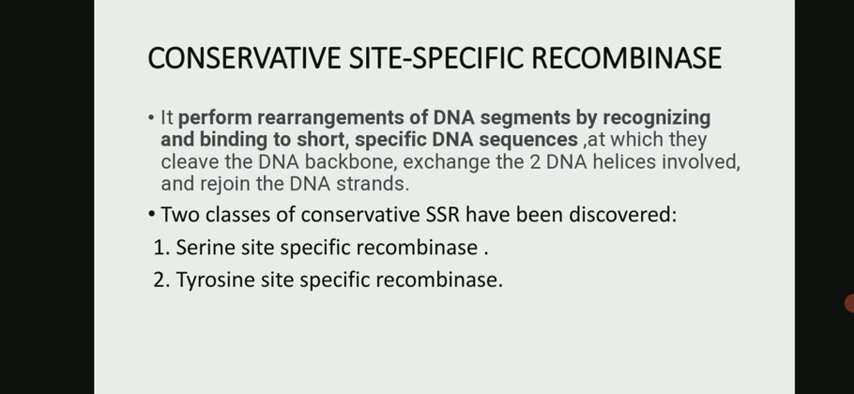 CONSERVATIVE SITE-SPECIFIC RECOMBINASE
• It perform rearrangements of DNA segments by recognizing
and binding to short, specific DNA sequences ,at which they
cleave the DNA backbone, exchange the 2 DNA helices involved,
and rejoin the DNA strands.
• Two classes of conservative SSR have been discovered:
1. Serine site specific recombinase .
2. Tyrosine site specific recombinase.